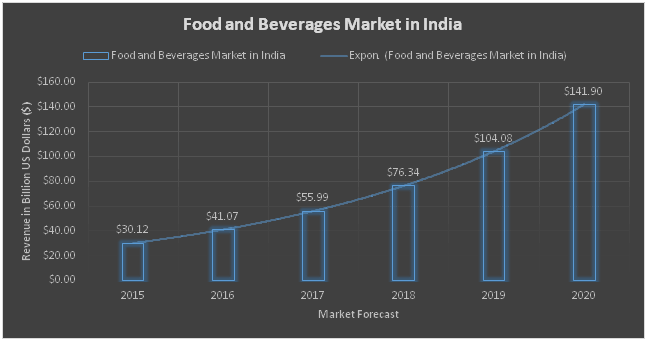 Food and Beverages Market in India
Food and Beverages Market in India
Expon. (Food and Beverages Market in India)
Revenue in Billion US Dollars ($)
$160.00
$140.00
$120.00
$100.00
$80.00
$60.00
$40.00
$20.00
$0.00
$30.12
$41.07
$55.99
$76.34
$104.08
$141.90
2015 2016 2017 2018 2019 2020
Market Forecast